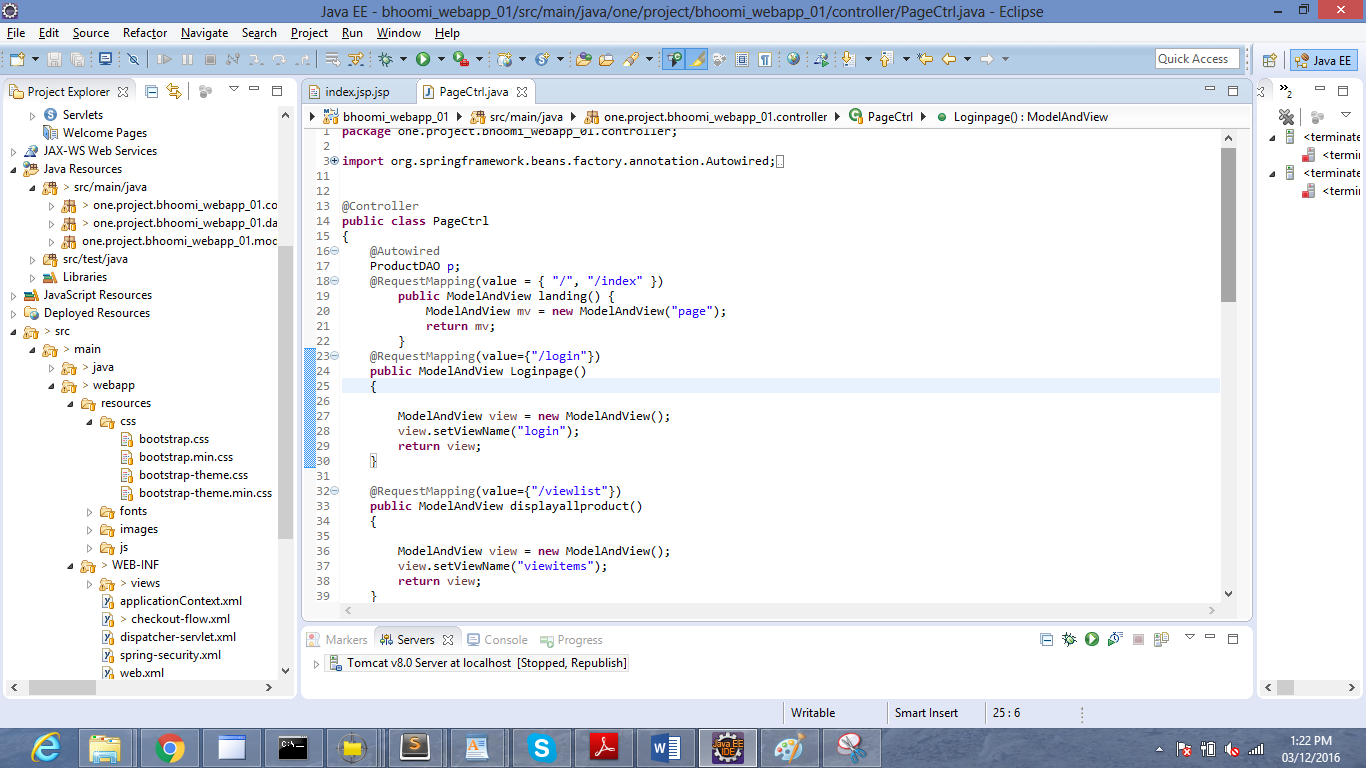 Java EE - bhoomi_webapp_01/src/main/java/one/project/bhoomi_webapp_01/controller/PageCtrl.java - Eclipse
File Edit Source Refactor Navigate Search Project Run Window Help
Quick Access
Java EE
Project Explorer
Servlets
Welcome Pages
JAX-WS Web Services
Java Resources
> src/main/java
> one.project.bhoomi_webapp_01.co
> one.project.bhoomi_webapp_01.da
one.project.bhoomi_webapp_01.mod
src/test/java
Libraries
JavaScript Resources
Deployed Resources
> src
> main
> java
> webapp
resources
css
bootstrap.css
bootstrap.min.css
bootstrap-theme.css
bootstrap-theme.min.css
fonts
images
js
> WEB-INF
> views
applicationContext.xml
> checkout-flow.xml
dispatcher-servlet.xml
spring-security.xml
web.xml
index.jsp.jsp
PageCtrl.java
bhoomi_webapp_01 src/main/java one.project.bhoomi_webapp_01.controller PageCtrl Loginpage() : ModelAndView
1 package one.project.bhoomi_webapp_01.controller;
2
3 import org.springframework.beans.factory.annotation.Autowired;
11
12
13 @Controller
14 public class PageCtrl
15 {
16 @Autowired
17 ProductDAO p;
18 @RequestMapping(value = { "/", "/index" })
19 public ModelAndView landing() {
20 ModelAndView mv = new ModelAndView("page");
21 return mv;
22 }
23 @RequestMapping(value={"/login"})
24 public ModelAndView Loginpage()
25 {
26
27 ModelAndView view = new ModelAndView();
28 view.setViewName("login");
29 return view;
30 }
31
32 @RequestMapping(value={"/viewlist"})
33 public ModelAndView displayallproduct()
34 {
35
36 ModelAndView view = new ModelAndView();
37 view.setViewName("viewitems");
38 return view;
39 }
»2
<terminate
<termi
<terminate
<termi
Markers Servers Console Progress
Tomcat v8.0 Server at localhost [Stopped, Republish]
Writable Smart Insert 25 : 6
1:22 PM
03/12/2016